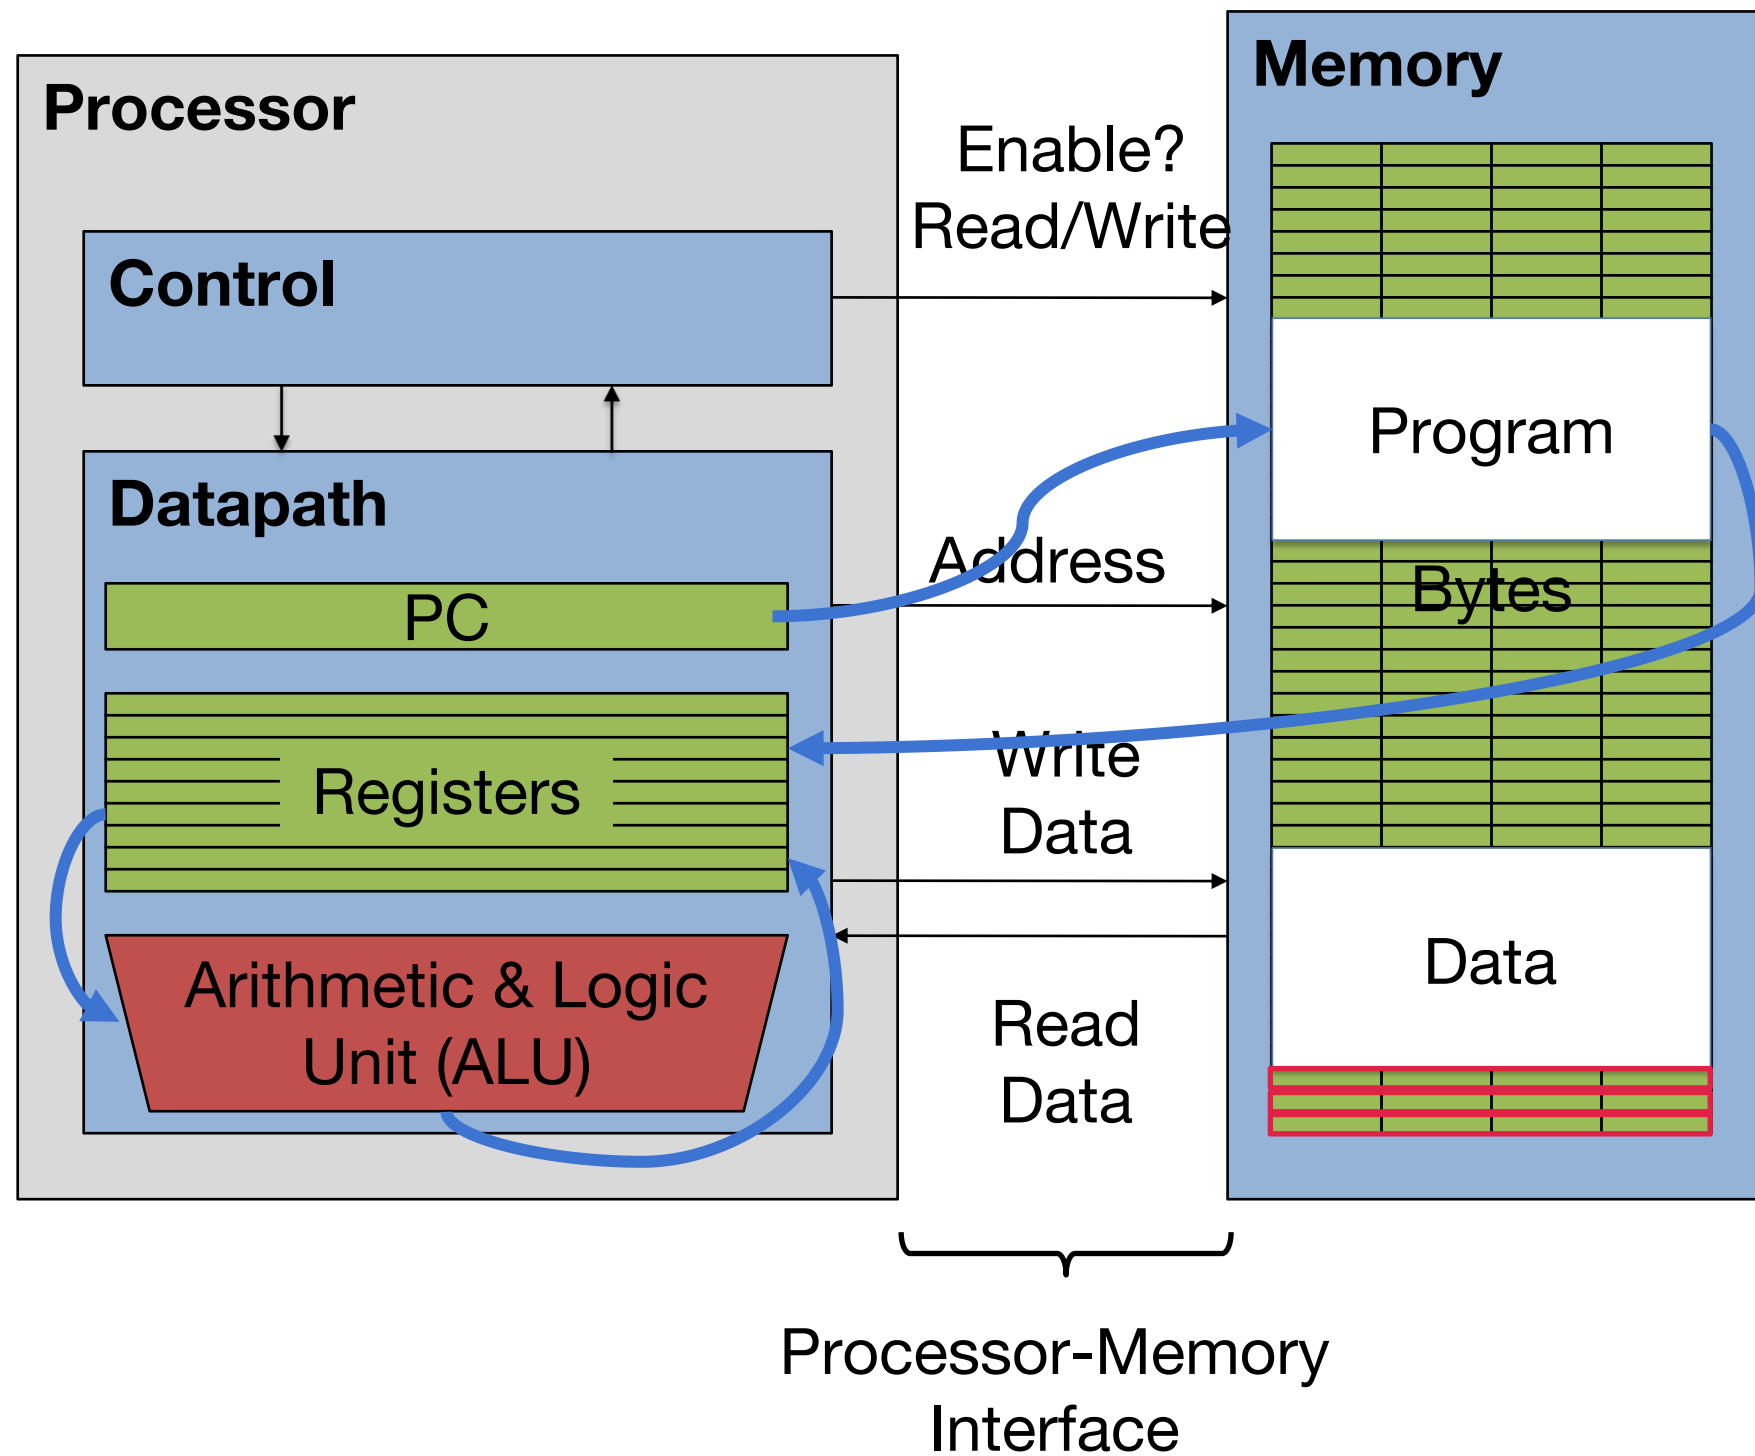 Processor
Control
Datapath
PC
Registers
Arithmetic & Logic
Unit (ALU)
Enable?
Read/Write
Address
Write
Data
Read
Data
Memory
Program
Bytes
Data
Processor-Memory
Interface